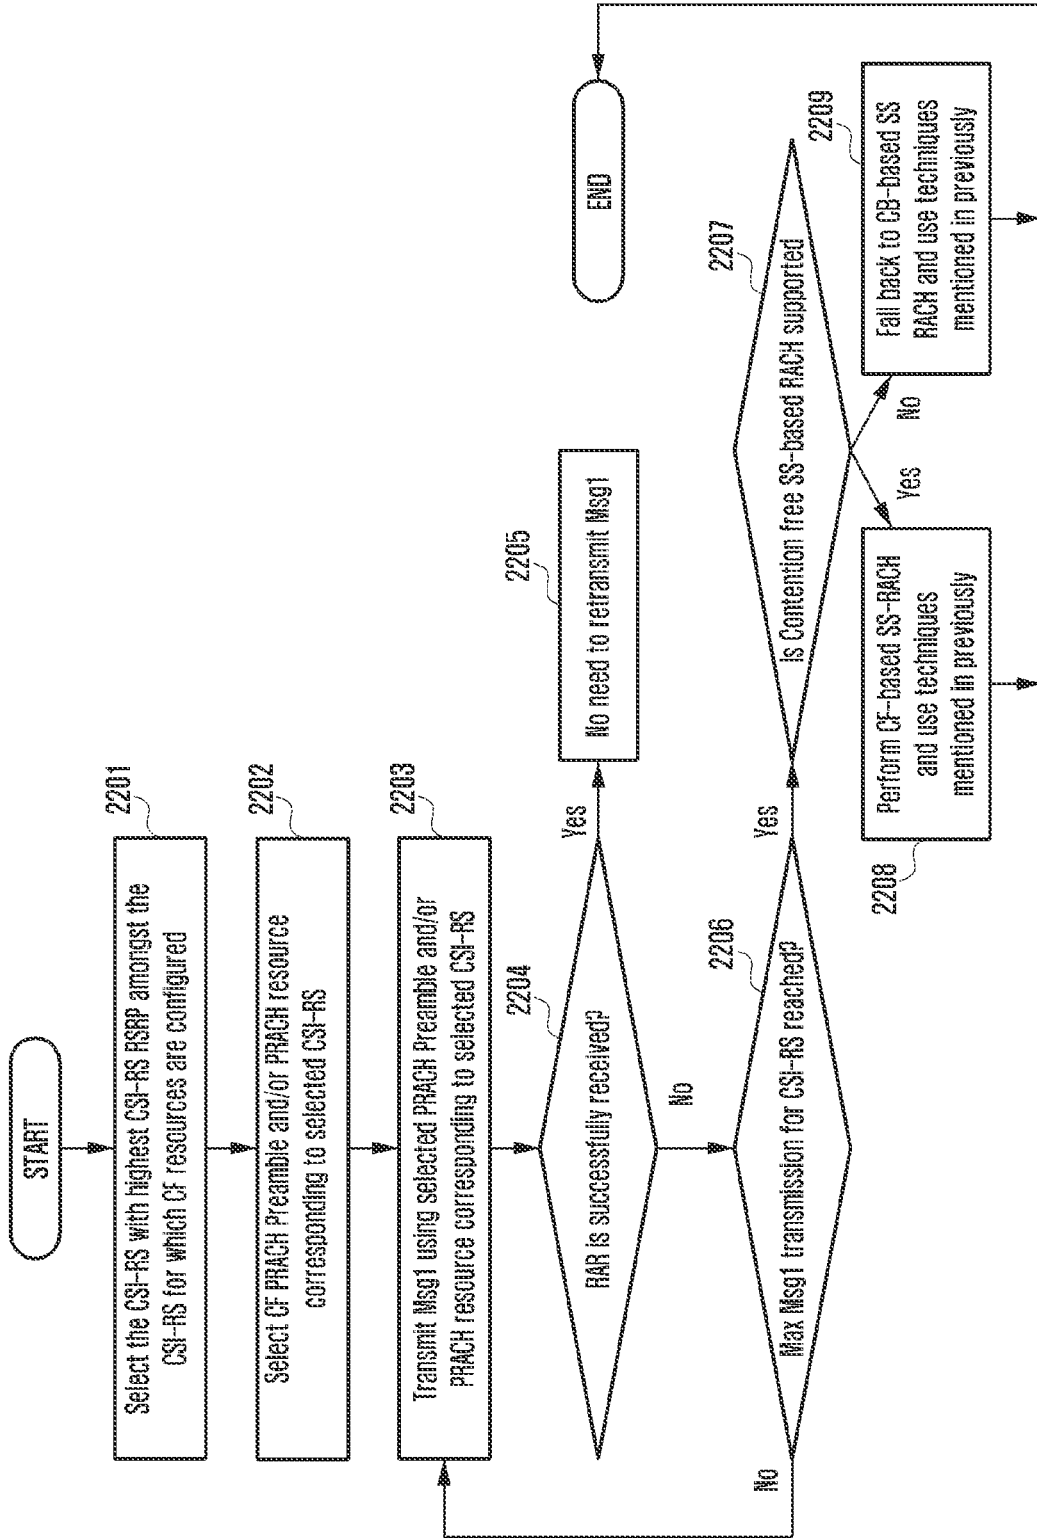 START
2201
Select the CSI-RS with highest CSI-RS RSRP amongst the
CSI-RS for which CF resources are configured
2202
Select CF PRACH Preamble and/or PRACH resource
corresponding to selected CSI-RS
2203
Transmit Msg1 using selected PRACH Preamble and/or
PRACH resource corresponding to selected CSI-RS
2204
RAR is successfully received?
Yes
2205
No need to retransmit Msg1
No
2206
Max Msg1 transmission for CSI-RS reached?
No
Yes
2207
Is Contention free SS-based RACH supported
Yes
No
2208
Perform CF-based SS-RACH
and use techniques
mentioned in previously
2209
Fall back to CB-based SS
RACH and use techniques
mentioned in previously
END